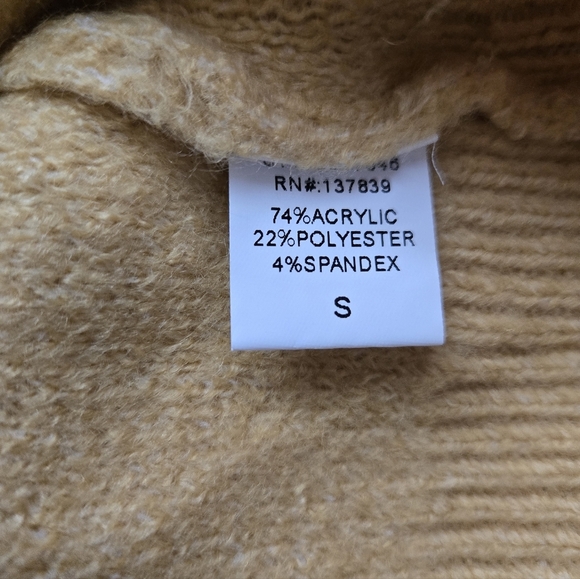 RN#:137839
74%ACRYLIC
22%POLYESTER
4%SPANDEX
S